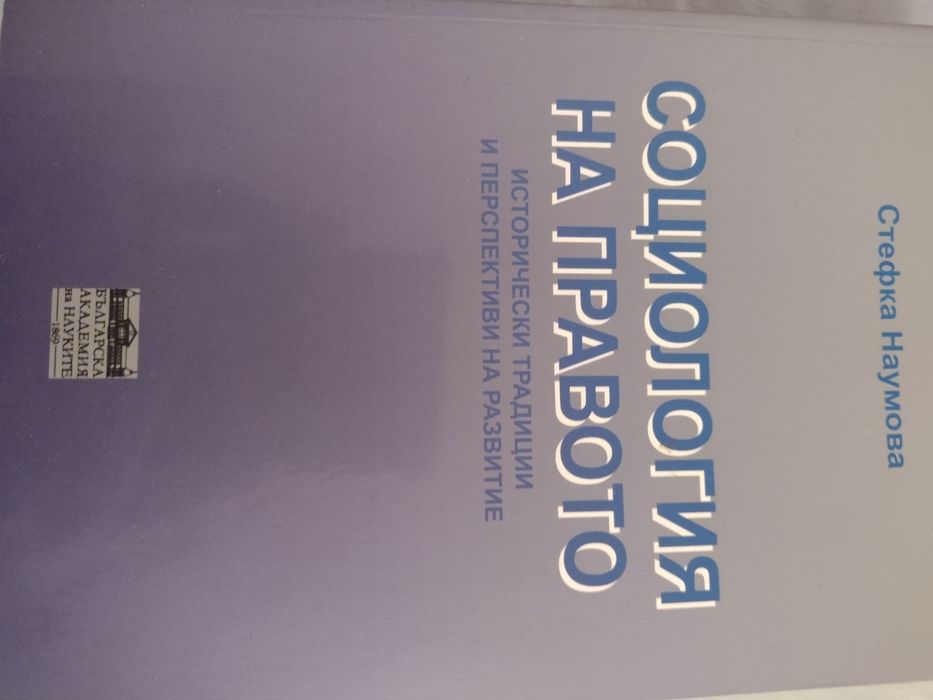 Стефка Наумова
СОЦИОЛОГИЯ
НА ПРАВОТО
ИСТОРИЧЕСКИ ТРАДИЦИИ
И ПЕРСПЕКТИВИ НА РАЗВИТИЕ
БЪЛГАРСКА
АКАДЕМИЯ
на НАУКИТЕ
1869